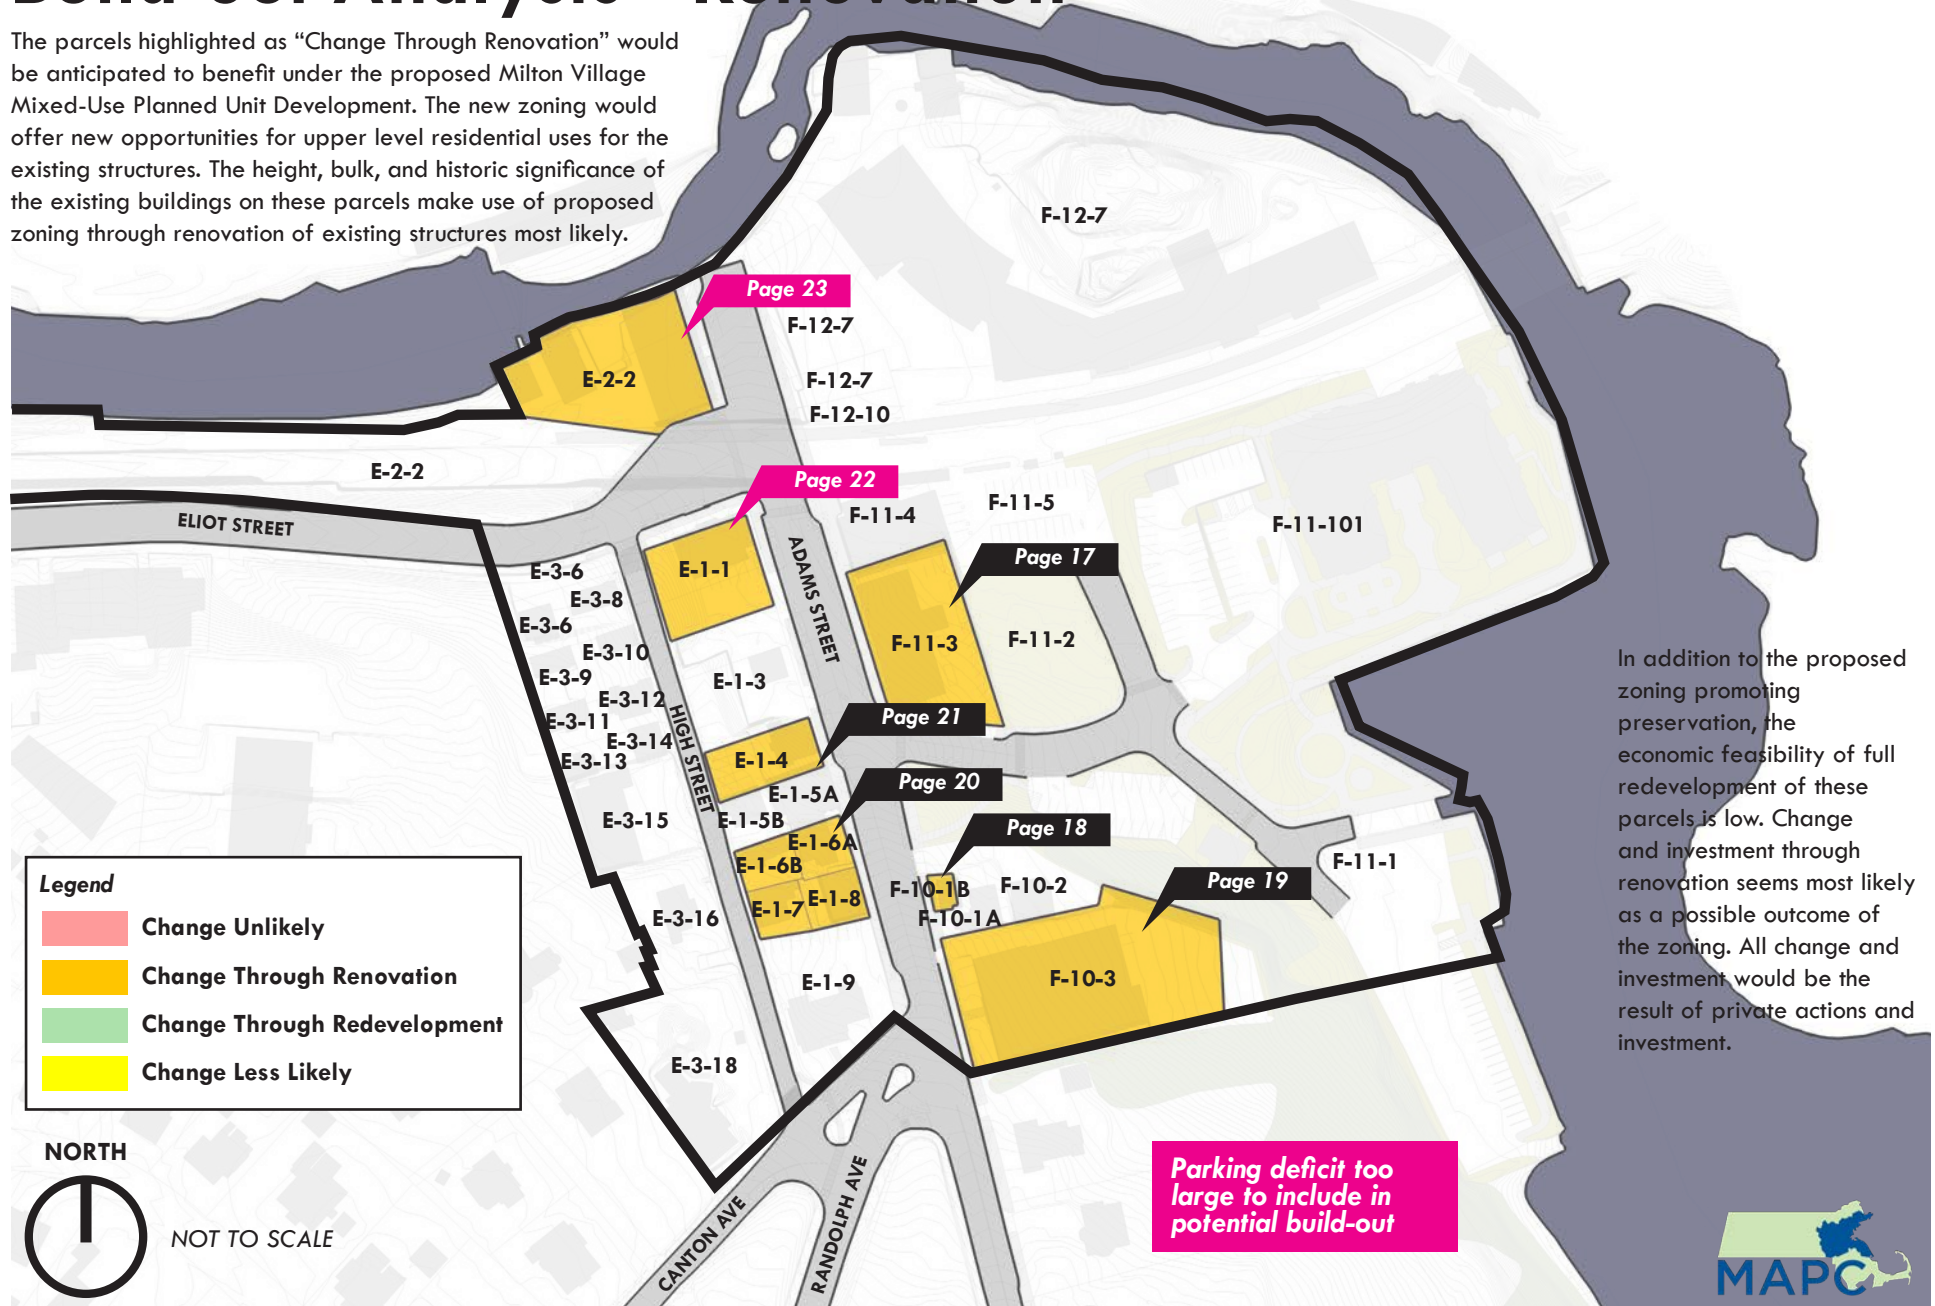 Build-out Analysis - Renovation
The parcels highlighted as “Change Through Renovation” would
be anticipated to benefit under the proposed Milton Village
Mixed-Use Planned Unit Development. The new zoning would
offer new opportunities for upper level residential uses for the
existing structures. The height, bulk, and historic significance of
the existing buildings on these parcels make use of proposed
zoning through renovation of existing structures most likely.
F-12-7
Page 23
F-12-7
E-2-2
F-12-7
F-12-10
E-2-2
Page 22
F-11-4
F-11-5
F-11-101
ELIOT STREET
ADAMS STREET
HIGH STREET
E-1-1
Page 17
E-3-6
E-3-8
E-3-6
E-3-10
E-3-9
E-3-12
E-3-11
E-3-14
E-3-13
E-3-15
E-3-16
E-3-18
F-11-3
F-11-2
E-1-3
Page 21
E-1-4
E-1-5A
E-1-5B
Page 20
E-1-6A
E-1-6B
E-1-7
E-1-8
E-1-9
Page 18
F-10-1B
F-10-1A
F-10-2
Page 19
F-11-1
F-10-3
In addition to the proposed
zoning promoting
preservation, the
economic feasibility of full
redevelopment of these
parcels is low. Change
and investment through
renovation seems most likely
as a possible outcome of
the zoning. All change and
investment would be the
result of private actions and
investment.
Legend
Change Unlikely
Change Through Renovation
Change Through Redevelopment
Change Less Likely
NORTH
NOT TO SCALE
CANTON AVE
RANDOLPH AVE
Parking deficit too
large to include in
potential build-out
MAPC